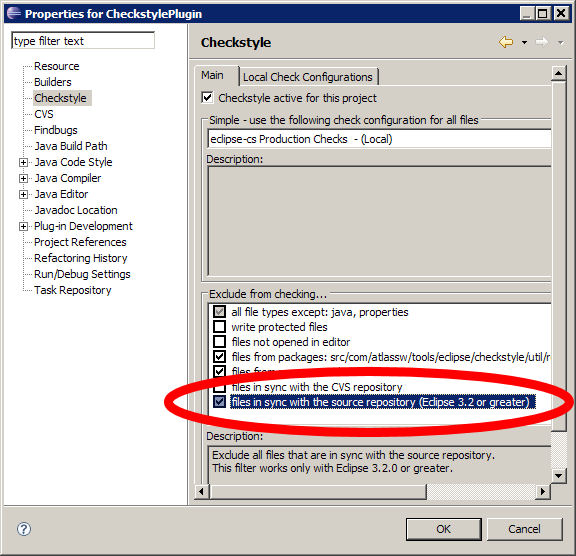 Properties for CheckstylePlugin
type filter text
Resource
Builders
Checkstyle
CVS
Findbugs
Java Build Path
Java Code Style
Java Compiler
Java Editor
Javadoc Location
Plug-in Development
Project References
Refactoring History
Run/Debug Settings
Task Repository
Checkstyle
Main
Local Check Configurations
Checkstyle active for this project
Simple - use the following check configuration for all files
eclipse-cs Production Checks - (Local)
Description:
Exclude from checking...
all file types except: java, properties
write protected files
files not opened in editor
files from packages: src/com/atlassw/tools/eclipse/checkstyle/util/r
files from
files in sync with the CVS repository
files in sync with the source repository (Eclipse 3.2 or greater)
Description:
Exclude all files that are in sync with the source repository.
This filter works only with Eclipse 3.2.0 or greater.
?
OK
Cancel